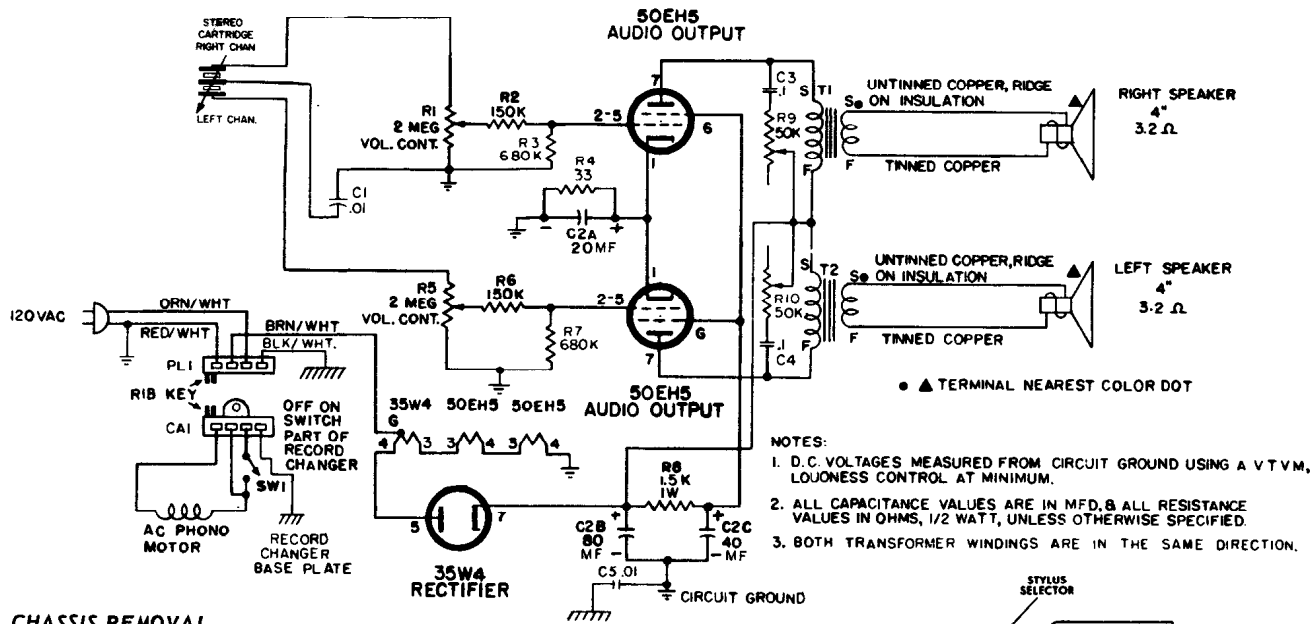 50EH5
AUDIO OUTPUT
STEREO
CARTRIDGE
RIGHT CHAN
LEFT CHAN.
R1
2 MEG
VOL. CONT.
R2
150K
R3
680K
C1
.01
R4
33
C2A
20MF
-
+
7
2-5
6
1
C3
.1
R9
50K
S
T1
F
S
F
UNTINNED COPPER, RIDGE
ON INSULATION
TINNED COPPER
RIGHT SPEAKER
4"
3.2 Ω
R5
2 MEG
VOL. CONT.
R6
150K
R7
680K
1
2-5
G
7
R10
50K
.1
C4
S
T2
F
S
F
UNTINNED COPPER, RIDGE
ON INSULATION
TINNED COPPER
LEFT SPEAKER
4"
3.2 Ω
● ▲ TERMINAL NEAREST COLOR DOT
50EH5
AUDIO OUTPUT
120VAC
ORN/WHT
RED/WHT
BRN/WHT
BLK/WHT.
PL1
RIB KEY
CA1
OFF ON
SWITCH
PART OF
RECORD
CHANGER
SW1
AC PHONO
MOTOR
RECORD
CHANGER
BASE PLATE
35W4 50EH5 50EH5
G
4 3 3 4 3 4
5
7
35W4
RECTIFIER
R8
1.5K
1W
+
C2B
80
MF
-
+
C2C
40
MF
-
C5 .01
CIRCUIT GROUND
NOTES:
1. D.C. VOLTAGES MEASURED FROM CIRCUIT GROUND USING A VTVM,
LOUDNESS CONTROL AT MINIMUM.
2. ALL CAPACITANCE VALUES ARE IN MFD, & ALL RESISTANCE
VALUES IN OHMS, 1/2 WATT, UNLESS OTHERWISE SPECIFIED.
3. BOTH TRANSFORMER WINDINGS ARE IN THE SAME DIRECTION.
STYLUS
SELECTOR
CHASSIS REMOVAL